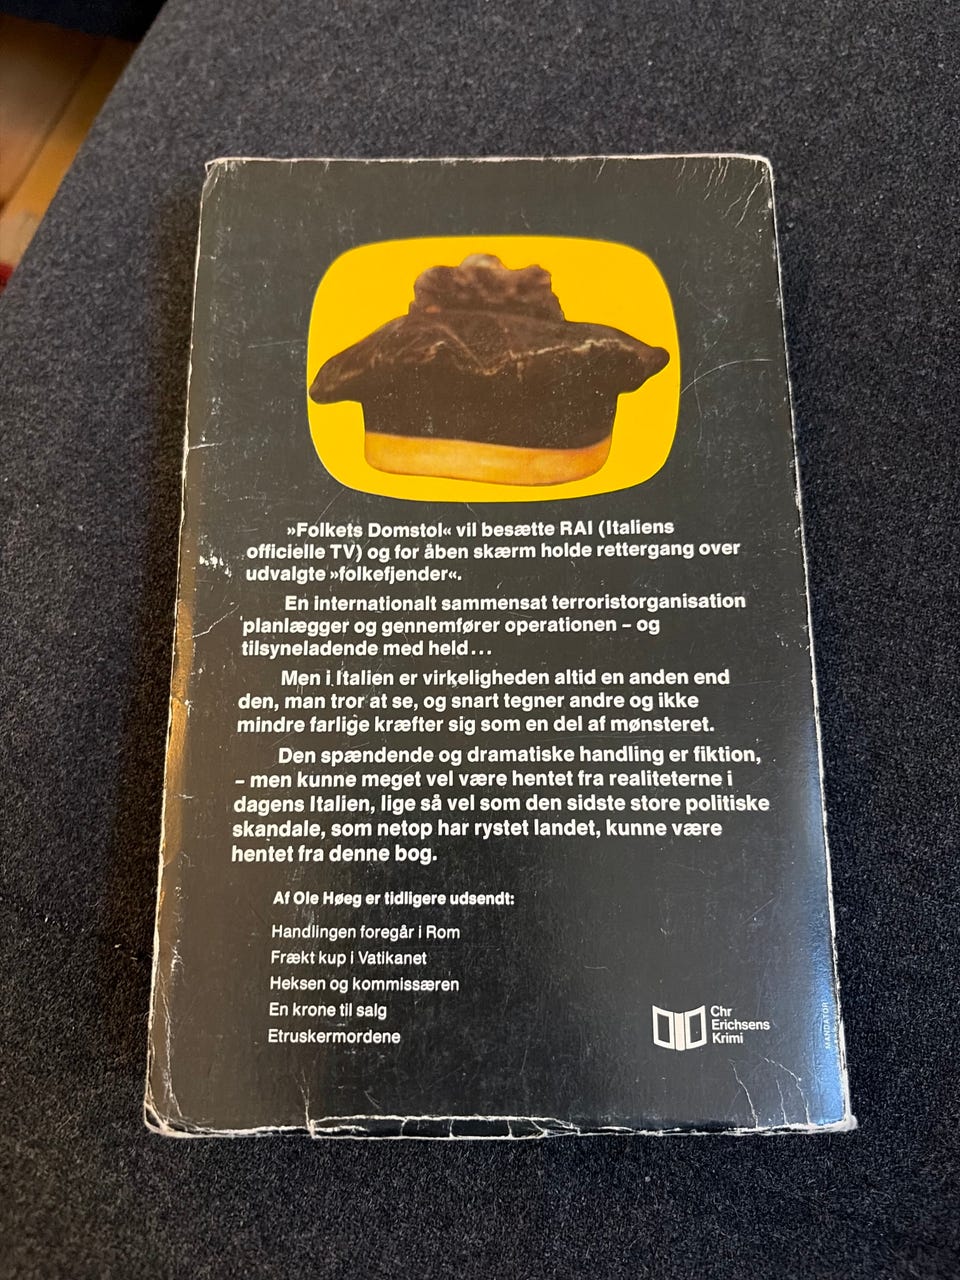 »Folkets Domstol« vil besætte RAI (Italiens
officielle TV) og for åben skærm holde rettergang over
udvalgte »folkefjender«.
En internationalt sammensat terroristorganisation
planlægger og gennemfører operationen – og
tilsyneladende med held...
Men i Italien er virkeligheden altid en anden end
den, man tror at se, og snart tegner andre og ikke
mindre farlige kræfter sig som en del af mønsteret.
Den spændende og dramatiske handling er fiktion,
– men kunne meget vel være hentet fra realiteterne i
dagens Italien, lige så vel som den sidste store politiske
skandale, som netop har rystet landet, kunne være
hentet fra denne bog.
Af Ole Høeg er tidligere udsendt:
Handlingen foregår i Rom
Frækt kup i Vatikanet
Heksen og kommissæren
En krone til salg
Etruskermordene
Chr
Erichsens
Krimi
MANDATOR